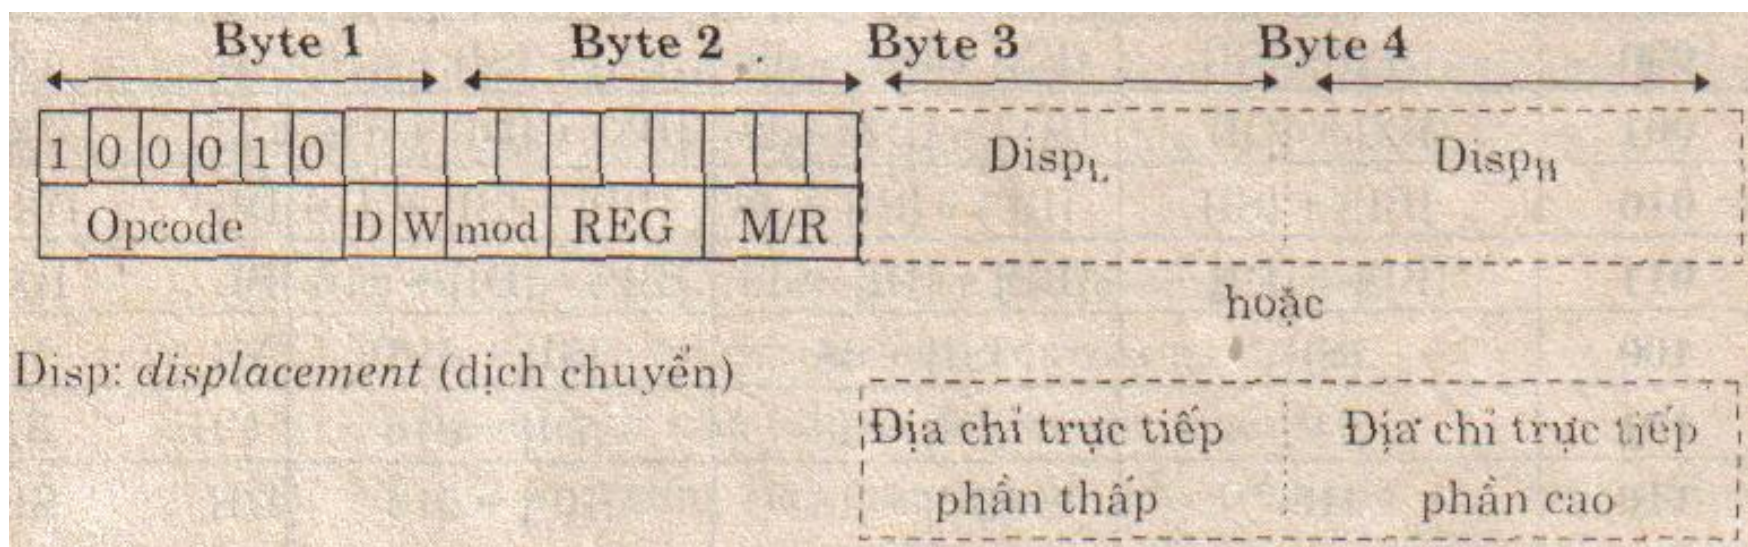 Byte 1 Byte 2 Byte 3 Byte 4
1 0 0 0 1 0 Disp_L Disp_H
Opcode D W mod REG M/R
hoặc
Disp: displacement (dịch chuyển)
Địa chỉ trực tiếp Địa chỉ trực tiếp
phần thấp phần cao